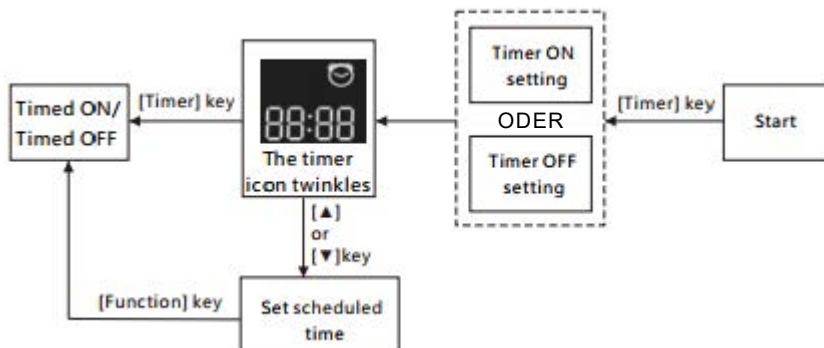 Timer ON
setting
ODER
Timer OFF
setting
[Timer] key
Start
[Timer] key
Timed ON/
Timed OFF
88:88
The timer
icon twinkles
[▲]
or
[▼]key
[Function] key
Set scheduled
time